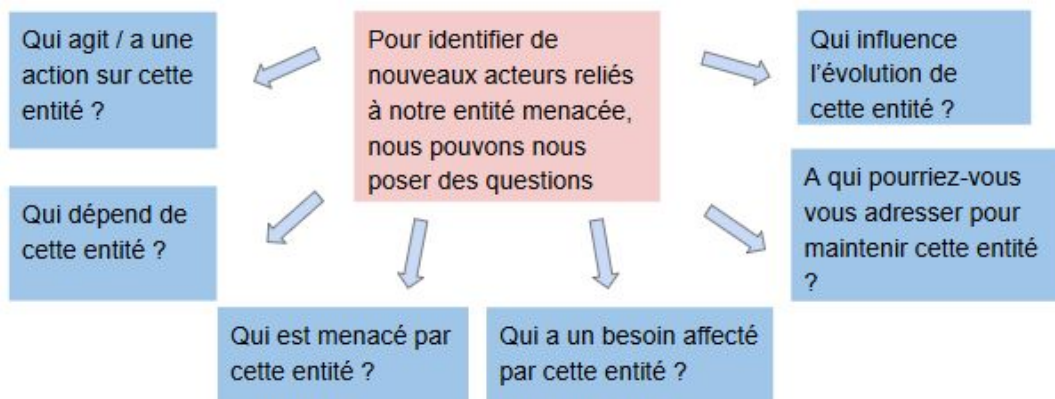 Qui agit / a une
action sur cette
entité ?
Pour identifier de
nouveaux acteurs reliés
à notre entité menacée,
nous pouvons nous
poser des questions
Qui influence
l'évolution de
cette entité ?
Qui dépend de
cette entité ?
A qui pourriez-vous
vous adresser pour
maintenir cette entité
?
Qui est menacé par
cette entité ?
Qui a un besoin affecté
par cette entité ?